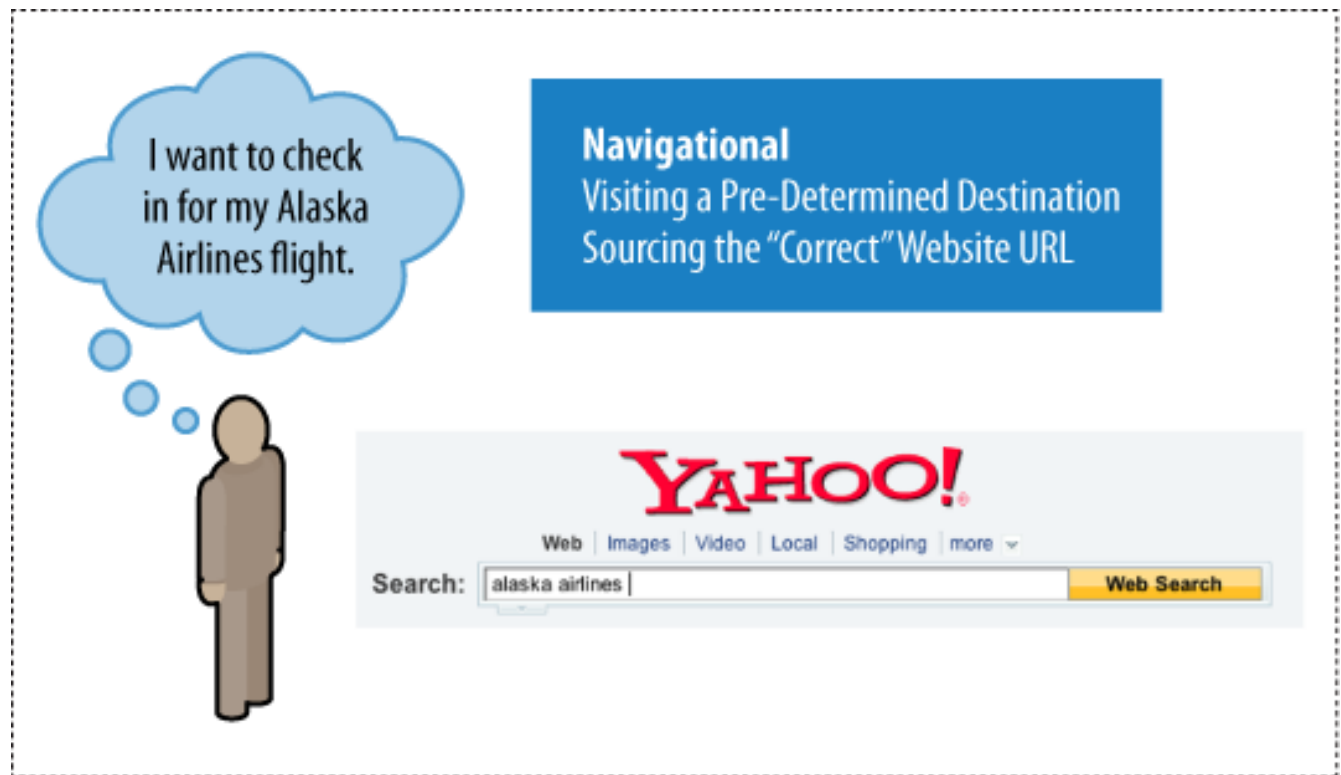 I want to check
in for my Alaska
Airlines flight.
Navigational
Visiting a Pre-Determined Destination
Sourcing the “Correct” Website URL
YAHOO!®
Web | Images | Video | Local | Shopping | more
Search: alaska airlines Web Search